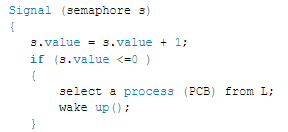 Signal (semaphore s)
{
s.value = s.value + 1;
if (s.value <=0 )
{
select a process (PCB) from L;
wake up();
}